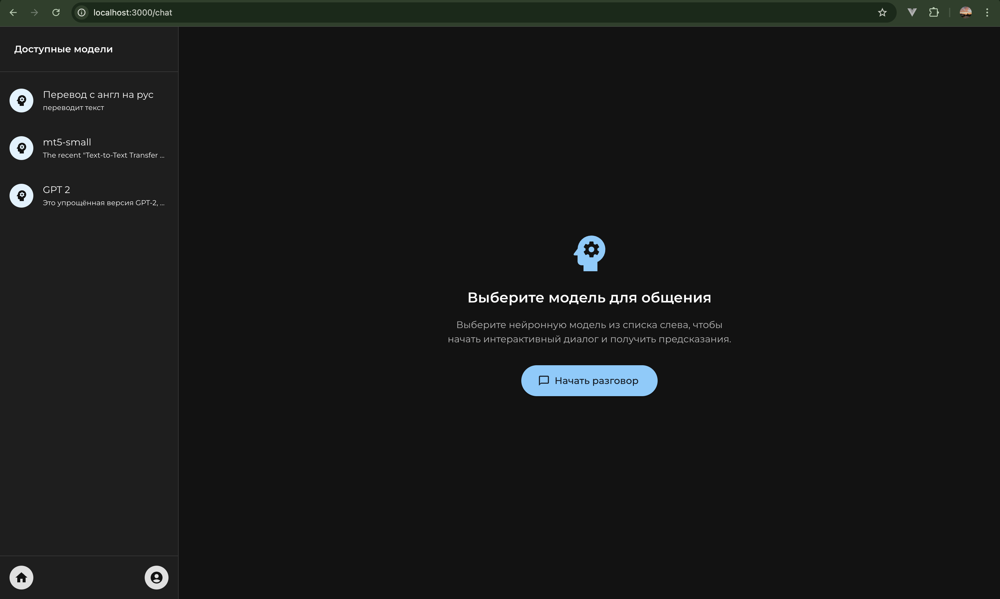 localhost:3000/chat
Доступные модели
Перевод с англ на рус
переводит текст
mt5-small
The recent "Text-to-Text Transfer ...
GPT 2
Это упрощённая версия GPT-2, ...
Выберите модель для общения
Выберите нейронную модель из списка слева, чтобы
начать интерактивный диалог и получить предсказания.
Начать разговор